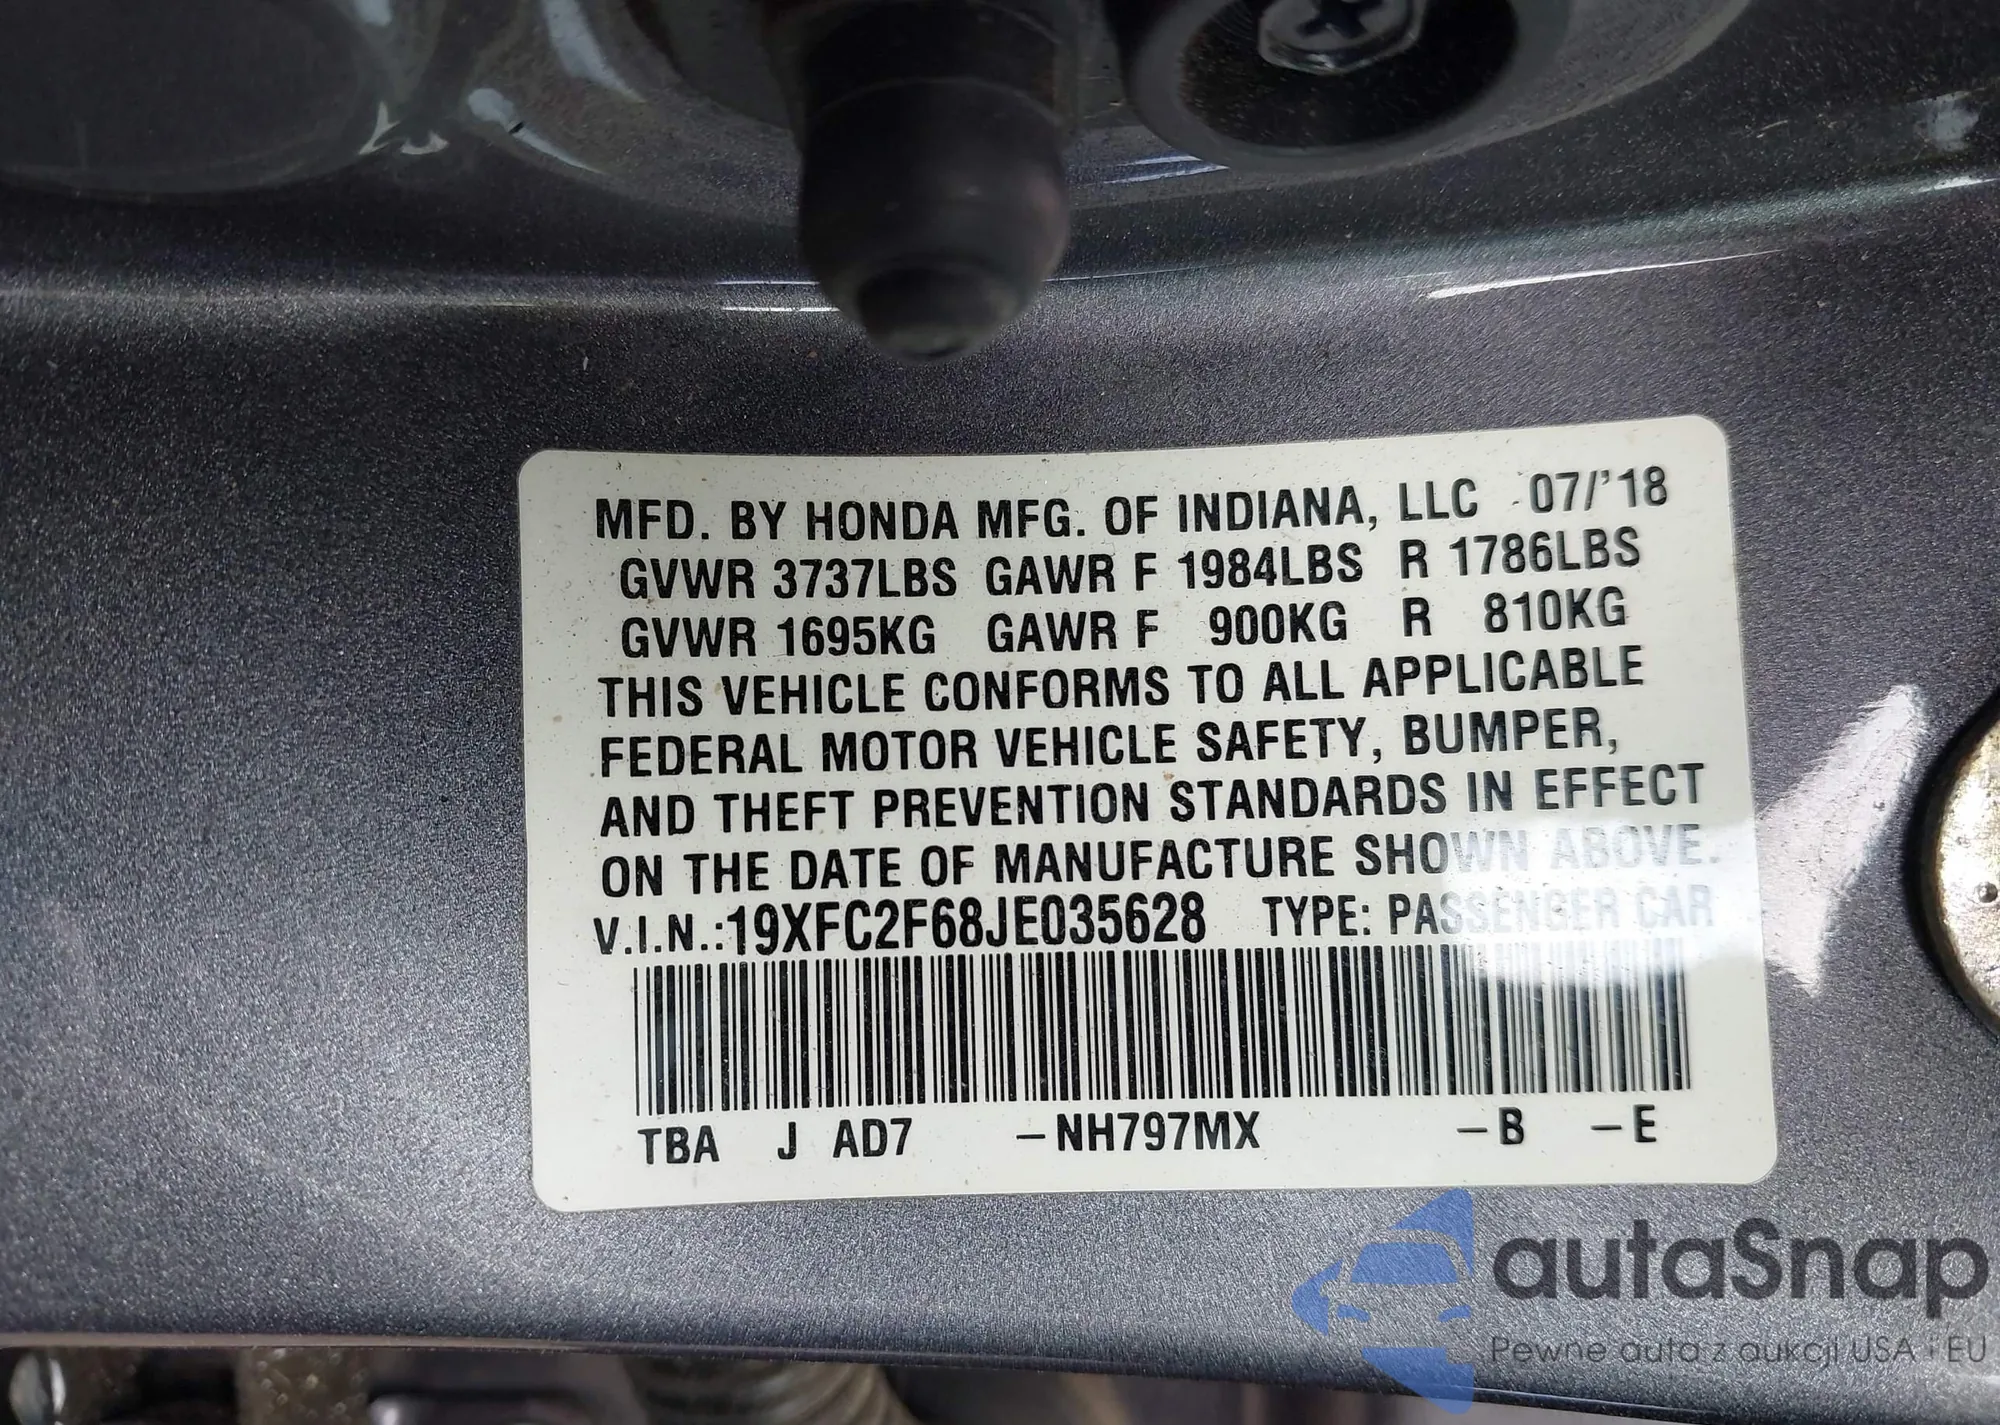 MFD. BY HONDA MFG. OF INDIANA, LLC 07/'18
GVWR 3737LBS GAWR F 1984LBS R 1786LBS
GVWR 1695KG GAWR F 900KG R 810KG
THIS VEHICLE CONFORMS TO ALL APPLICABLE
FEDERAL MOTOR VEHICLE SAFETY, BUMPER,
AND THEFT PREVENTION STANDARDS IN EFFECT
ON THE DATE OF MANUFACTURE SHOWN ABOVE.
V.I.N.:19XFC2F68JE035628 TYPE: PASSENGER CAR
TBA J AD7 –NH797MX –B –E
autaSnap
Pewne auta z aukcji USA i EU